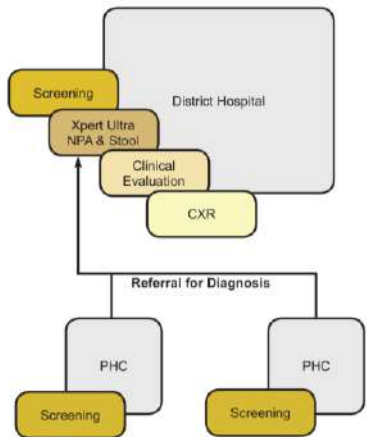 District Hospital
Screening
Xpert Ultra
NPA & Stool
Clinical
Evaluation
CXR
Referral for Diagnosis
PHC
PHC
Screening
Screening